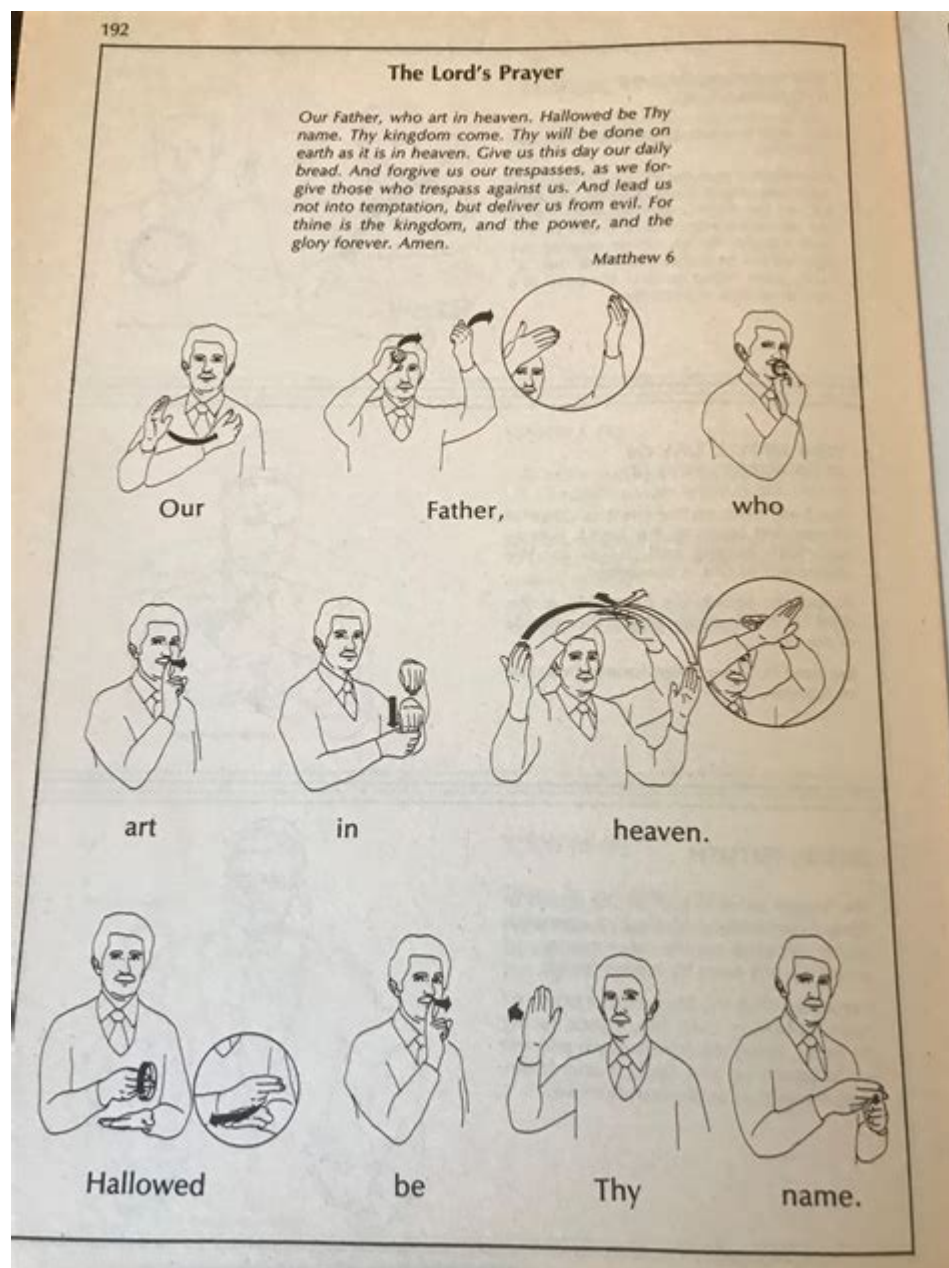 192
The Lord's Prayer
Our Father, who art in heaven. Hallowed be Thy
name. Thy kingdom come. Thy will be done on
earth as it is in heaven. Give us this day our daily
bread. And forgive us our trespasses, as we for-
give those who trespass against us. And lead us
not into temptation, but deliver us from evil. For
thine is the kingdom, and the power, and the
glory forever. Amen.
Matthew 6
Our Father, who
art in heaven.
Hallowed be Thy name.